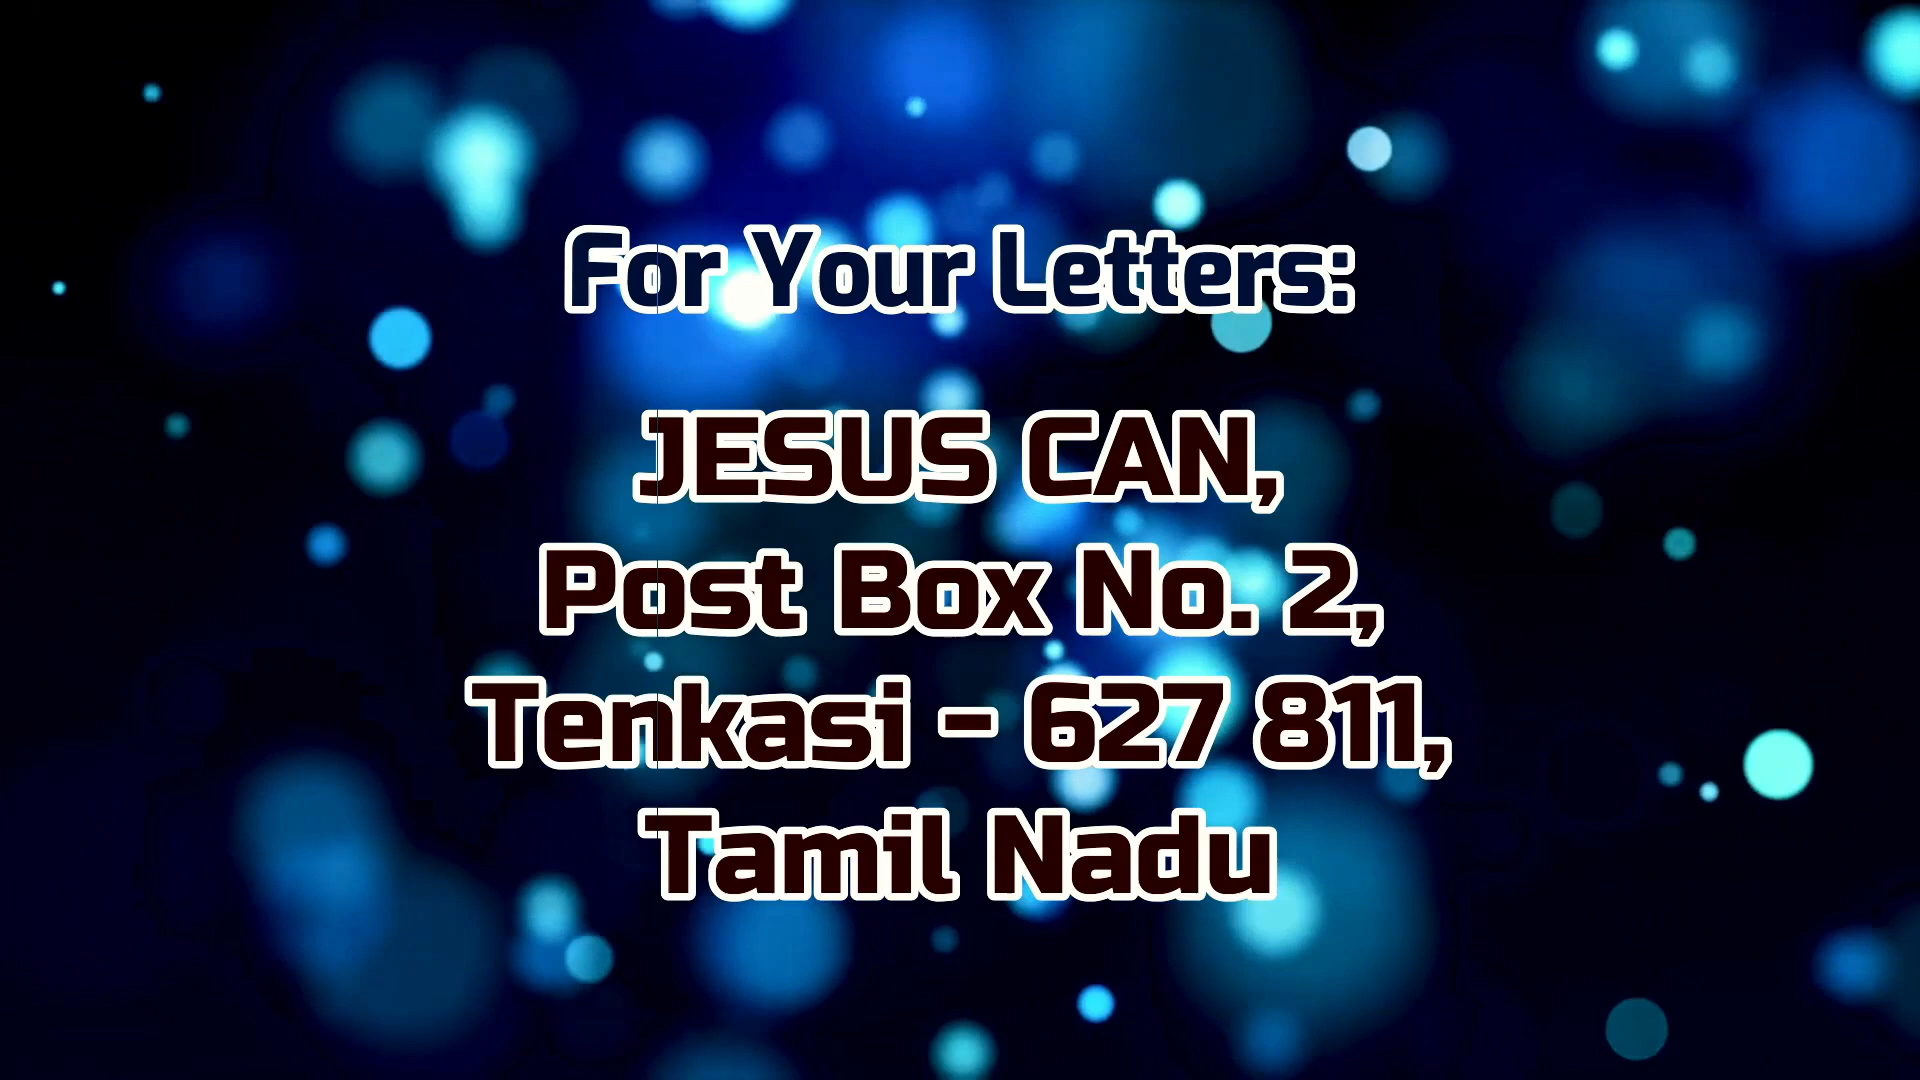 For Your Letters:
JESUS CAN,
Post Box No. 2,
Tenkasi - 627 811,
Tamil Nadu